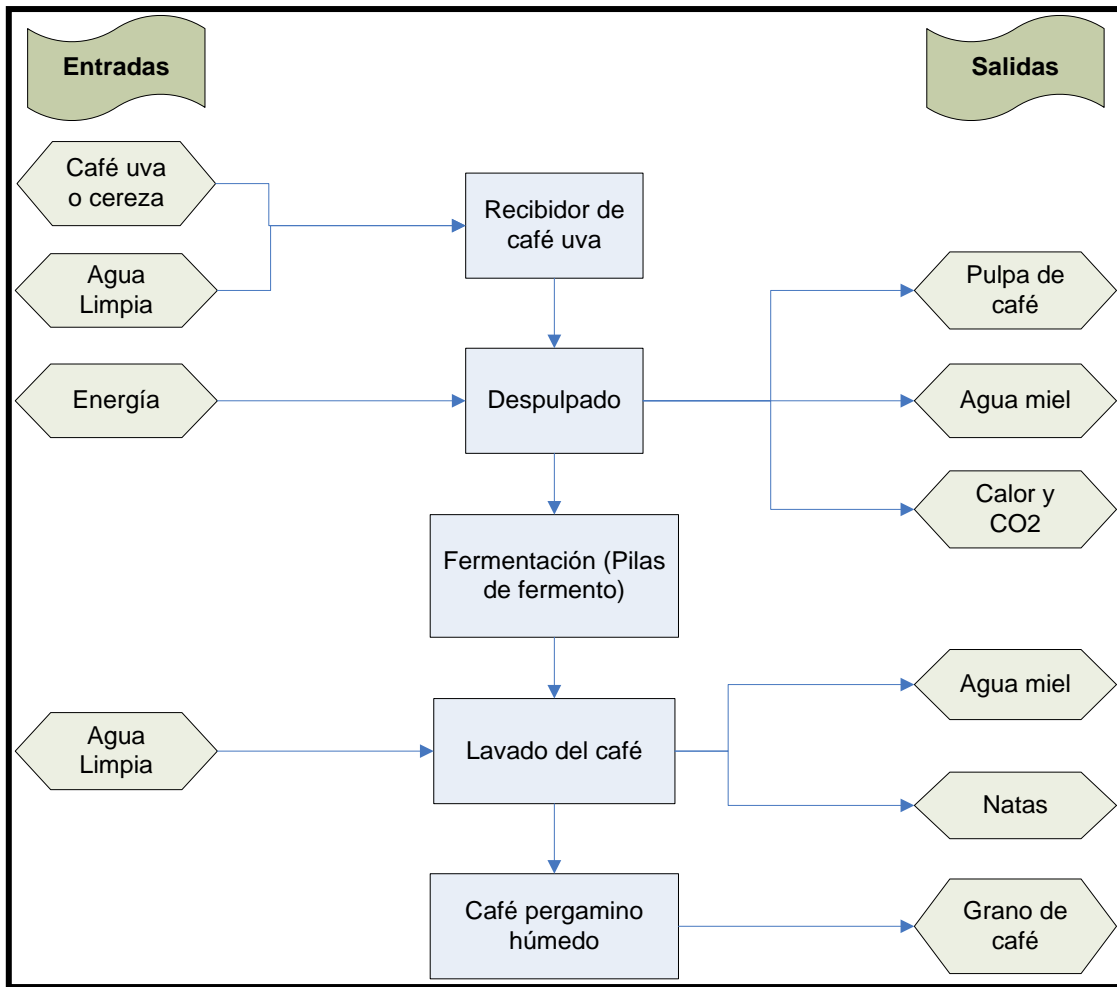 Entradas
Salidas
Café uva
o cereza
Recibidor de
café uva
Agua
Limpia
Pulpa de
café
Energía
Despulpado
Agua miel
Calor y
CO2
Fermentación (Pilas
de fermento)
Agua miel
Agua
Limpia
Lavado del café
Natas
Café pergamino
húmedo
Grano de
café